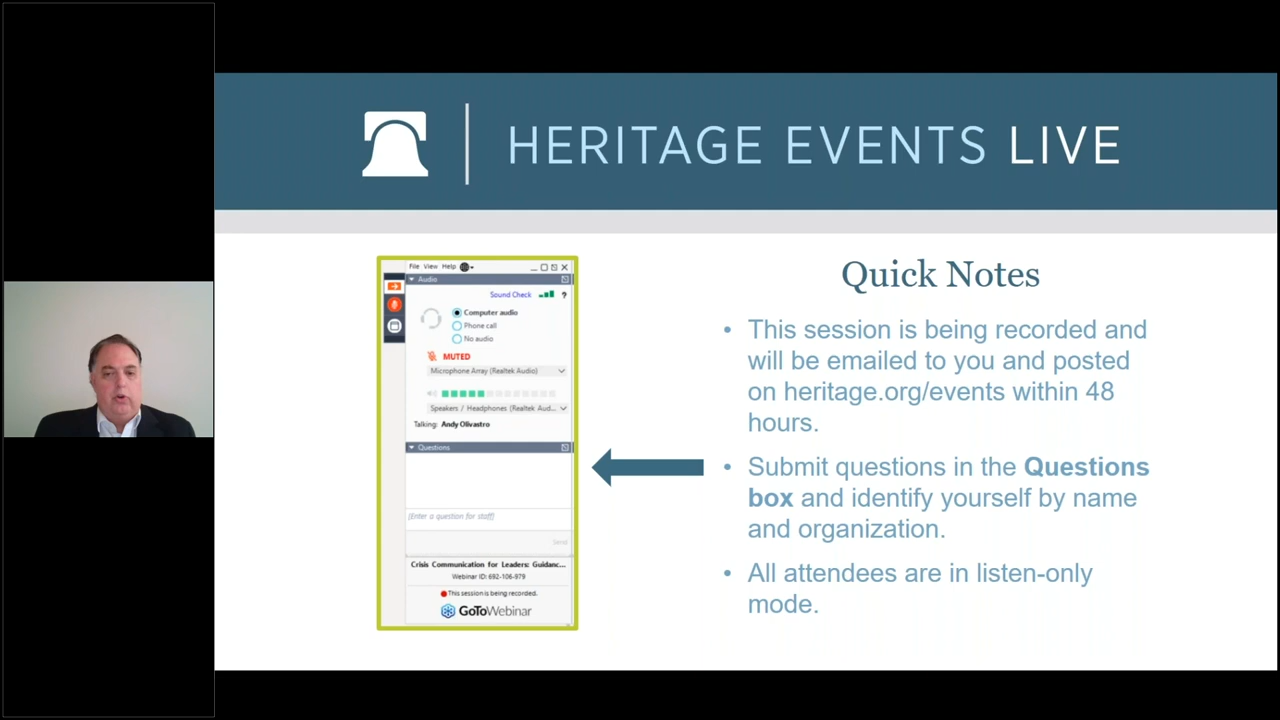 HERITAGE EVENTS LIVE
File View Help
Audio
Sound Check
?
Computer audio
Phone call
No audio
MUTED
Microphone Array (Realtek Audio)
Speakers / Headphones (Realtek Aud...
Talking: Andy Olivastro
Questions
[Enter a question for staff]
Send
Crisis Communication for Leaders: Guidanc...
Webinar ID: 692-106-979
This session is being recorded.
GoToWebinar
Quick Notes
• This session is being recorded and
will be emailed to you and posted
on heritage.org/events within 48
hours.
• Submit questions in the Questions
box and identify yourself by name
and organization.
• All attendees are in listen-only
mode.